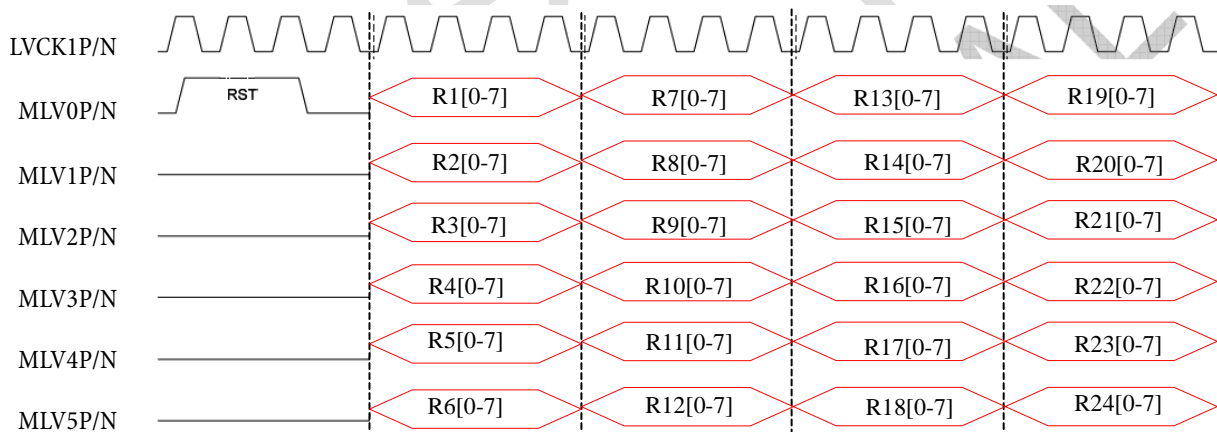 LVCK1P/N
MLV0P/N RST R1[0-7] R7[0-7] R13[0-7] R19[0-7]
MLV1P/N R2[0-7] R8[0-7] R14[0-7] R20[0-7]
MLV2P/N R3[0-7] R9[0-7] R15[0-7] R21[0-7]
MLV3P/N R4[0-7] R10[0-7] R16[0-7] R22[0-7]
MLV4P/N R5[0-7] R11[0-7] R17[0-7] R23[0-7]
MLV5P/N R6[0-7] R12[0-7] R18[0-7] R24[0-7]